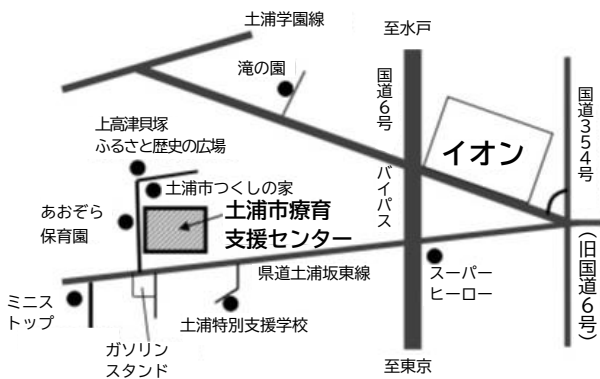 土浦学園線
至水戸
滝の園
国道6号
バイパス
イオン
国道354号
(旧国道6号)
上高津貝塚
ふるさと歴史の広場
土浦市つくしの家
あおぞら
保育園
土浦市療育
支援センター
県道土浦坂東線
スーパー
ヒーロー
ミニス
トップ
土浦特別支援学校
ガソリン
スタンド
至東京